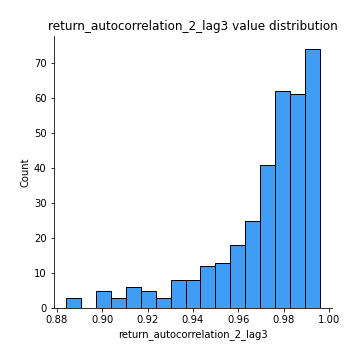 return_autocorrelation_2_lag3 value distribution
70
60
50
40
30
20
10
0
Count
0.88 0.90 0.92 0.94 0.96 0.98 1.00
return_autocorrelation_2_lag3